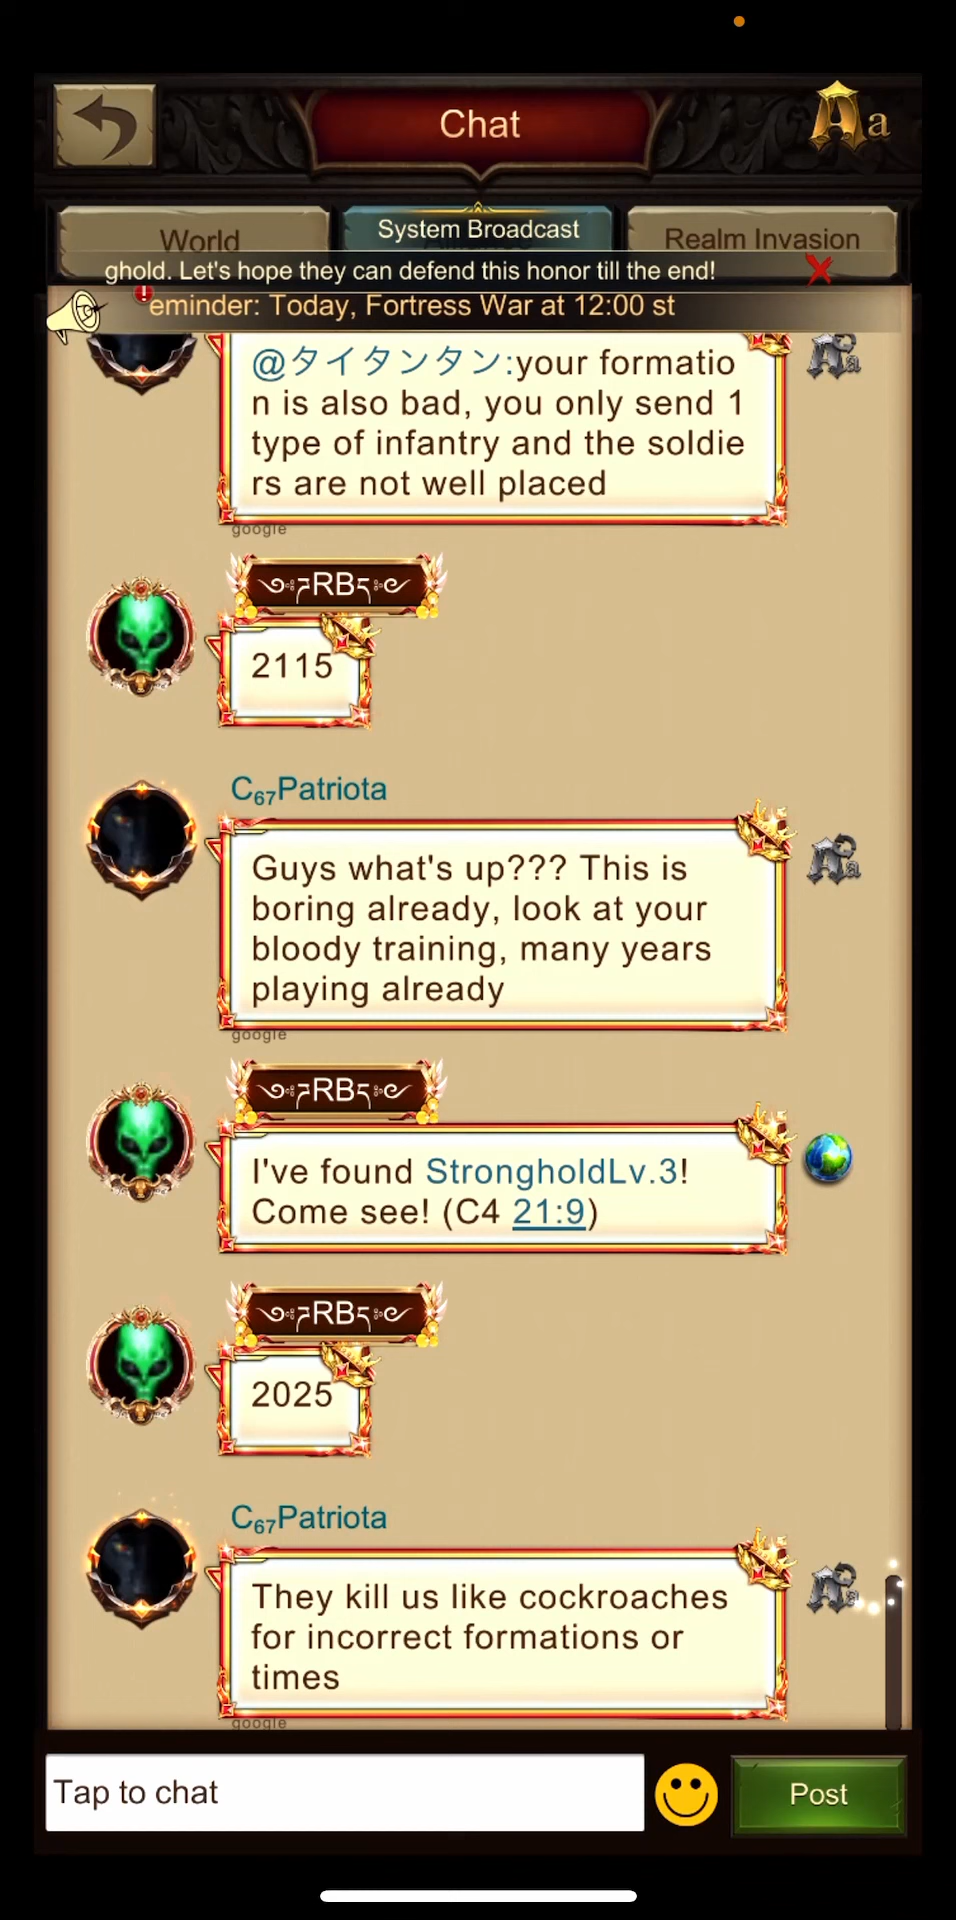 Chat
Aa
World
System Broadcast
Realm Invasion
ghold. Let's hope they can defend this honor till the end!
eminder: Today, Fortress War at 12:00 st
@タイタンタン:your formatio
n is also bad, you only send 1
type of infantry and the soldie
rs are not well placed
google
RB
2115
C₆₇Patriota
Guys what's up??? This is
boring already, look at your
bloody training, many years
playing already
google
RB
I've found StrongholdLv.3!
Come see! (C4 21:9)
RB
2025
C₆₇Patriota
They kill us like cockroaches
for incorrect formations or
times
google
Tap to chat
Post